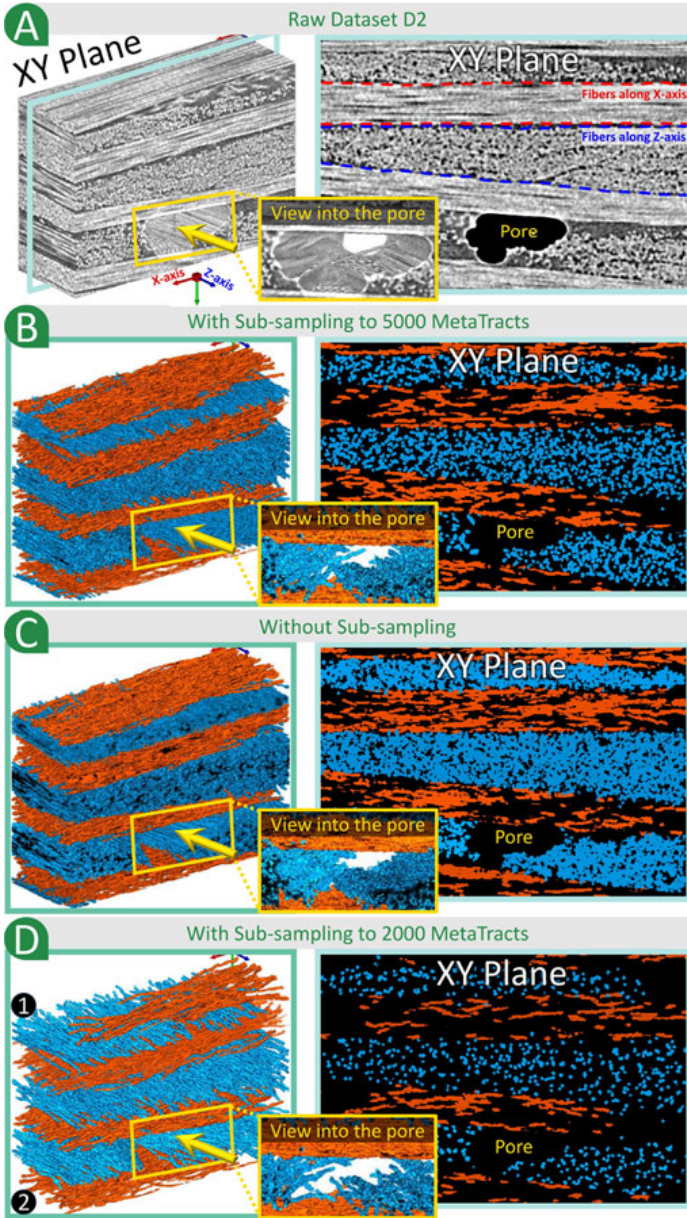 A
Raw Dataset D2
XY Plane
XY Plane
Fibers along X-axis
Fibers along Z-axis
View into the pore
Pore
X-axis
Z-axis
B
With Sub-sampling to 5000 MetaTracts
XY Plane
View into the pore
Pore
C
Without Sub-sampling
XY Plane
View into the pore
Pore
D
With Sub-sampling to 2000 MetaTracts
XY Plane
1
View into the pore
Pore
2